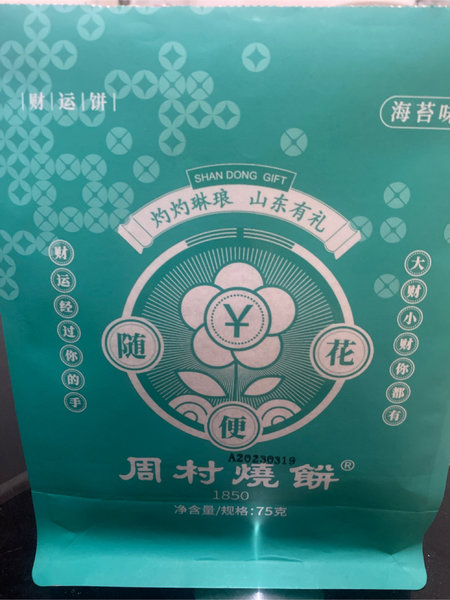 财运饼
海苔味
SHAN DONG GIFT
灼灼琳琅 山东有礼
财运经过你的手
大财小财你都有
¥
随便花
A20230319
周村燒餅®
1850
净含量/规格:75克